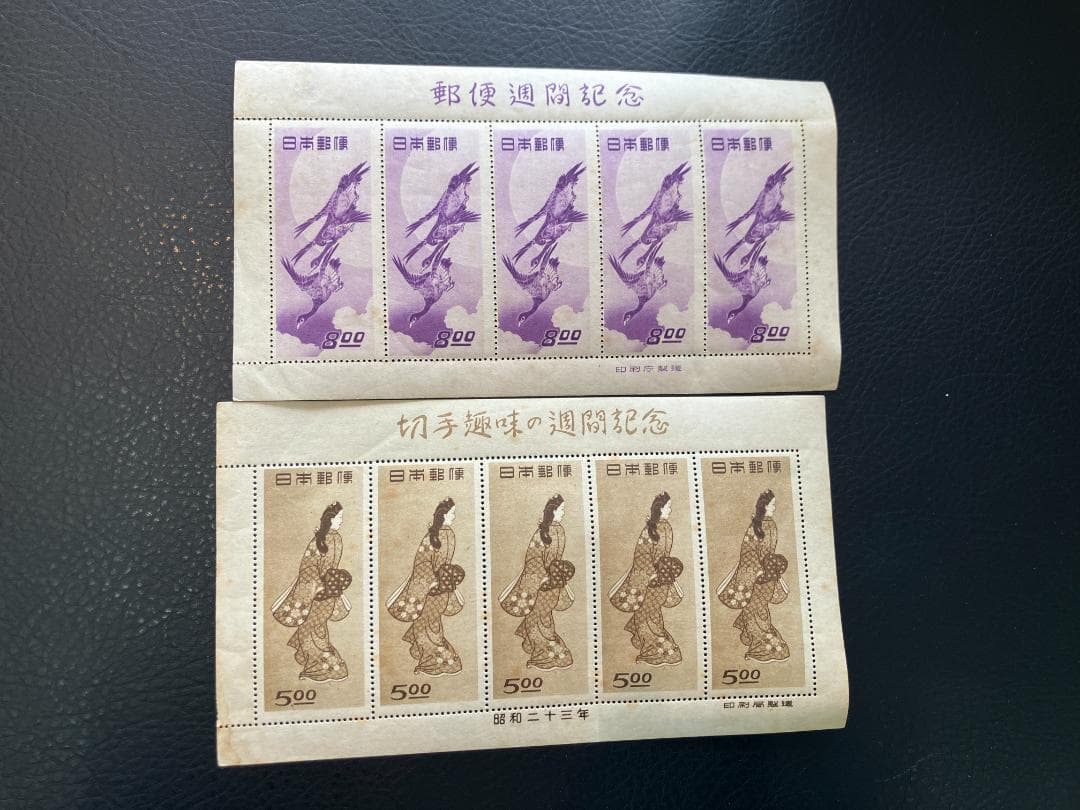 郵便週間記念
日本郵便 日本郵便 日本郵便 日本郵便 日本郵便
8.00 8.00 8.00 8.00 8.00
印刷庁製造
切手趣味の週間記念
日本郵便 日本郵便 日本郵便 日本郵便 日本郵便
5.00 5.00 5.00 5.00 5.00
昭和二十三年
印刷局製造